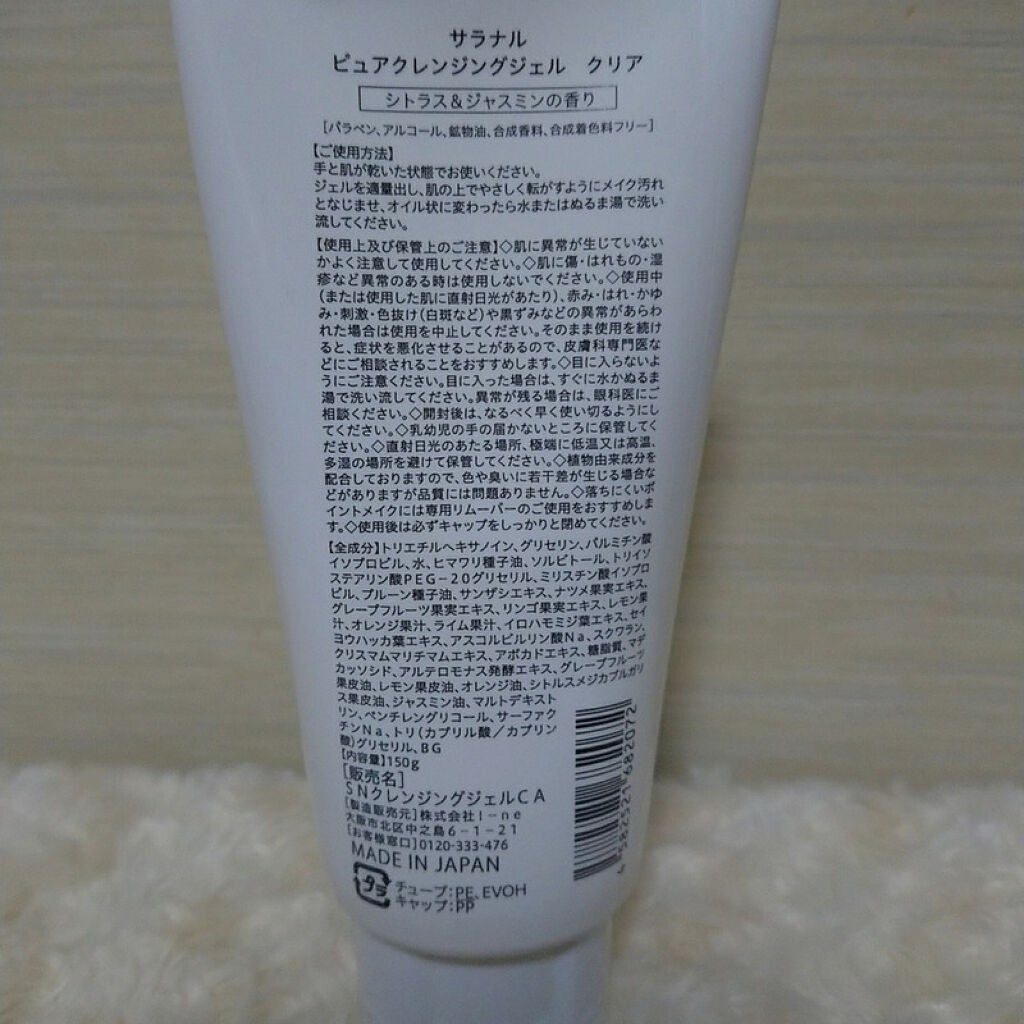 サラナル
ピュアクレンジングジェル　クリア
シトラス&ジャスミンの香り
[パラベン、アルコール、鉱物油、合成香料、合成着色料フリー]
【ご使用方法】
手と肌が乾いた状態でお使いください。
ジェルを適量出し、肌の上でやさしく転がすようにメイク汚れ
となじませ、オイル状に変わったら水またはぬるま湯で洗い
流してください。
【使用上及び保管上のご注意】◇肌に異常が生じていない
かよく注意して使用してください。◇肌に傷・はれもの・湿
疹など異常のある時は使用しないでください。◇使用中
(または使用した肌に直射日光があたり)、赤み・はれ・かゆ
み・刺激・色抜け(白斑など)や黒ずみなどの異常があらわ
れた場合は使用を中止してください。そのまま使用を続け
ると、症状を悪化させることがあるので、皮膚科専門医な
どにご相談されることをおすすめします。◇目に入らないよ
うにご注意ください。目に入った場合は、すぐに水かぬるま
湯で洗い流してください。異常が残る場合は、眼科医にご
相談ください。◇開封後は、なるべく早く使い切るようにし
てください。◇乳幼児の手の届かないところに保管してく
ださい。◇直射日光のあたる場所、極端に低温又は高温、
多湿の場所を避けて保管してください。◇植物由来成分を
配合しておりますので、色や臭いに若干差が生じる場合な
どがありますが品質には問題ありません。◇落ちにくいポ
イントメイクには専用リムーバーのご使用をおすすめしま
す。◇使用後は必ずキャップをしっかりと閉めてください。
【全成分】トリエチルヘキサノイン、グリセリン、パルミチン酸
イソプロピル、水、ヒマワリ種子油、ソルビトール、トリイソ
ステアリン酸PEG-20グリセリル、ミリスチン酸イソプロ
ピル、プルーン種子油、サンザシエキス、ナツメ果実エキス、
グレープフルーツ果実エキス、リンゴ果実エキス、レモン果
汁、オレンジ果汁、ライム果汁、イロハモミジ葉エキス、セイ
ヨウハッカ葉エキス、アスコルビルリン酸Na、スクワラン、
クリスマムマリチマムエキス、アボカドエキス、糖脂質、マデ
カッソシド、アルテロモナス発酵エキス、グレープフルーツ
果皮油、レモン果皮油、オレンジ油、シトルスメジカブルガリ
ス果皮油、ジャスミン油、マルトデキスト
リン、ペンチレングリコール、サーファク
チンNa、トリ(カプリル酸/カプリン
酸)グリセリル、BG
[内容量]150g
[販売名]
SNクレンジングジェルCA
[製造販売元]株式会社I-ne
大阪市北区中之島6-1-21
[お客様窓口]0120-333-476
MADE IN JAPAN
プラ
チューブ:PE、EVOH
キャップ:PP
4 582521 682072